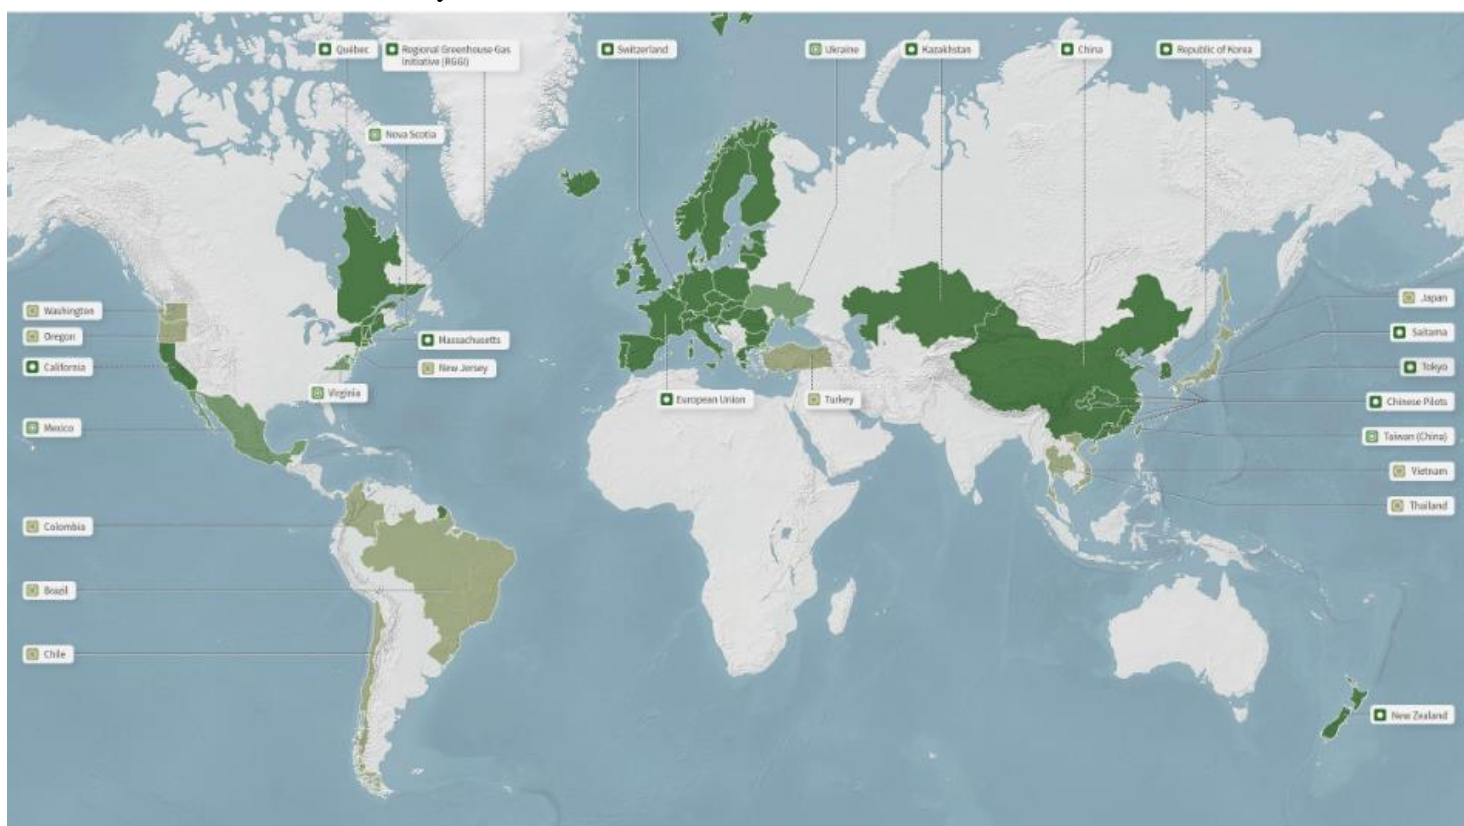 Québec
Regional Greenhouse Gas
Initiative (RGGI)
Switzerland
Ukraine
Kazakhstan
China
Republic of Korea
Nova Scotia
Washington
Oregon
California
Mexico
Massachusetts
New Jersey
Virginia
European Union
Turkey
Japan
Saitama
Tokyo
Chinese Pilots
Taiwan (China)
Vietnam
Thailand
Colombia
Brazil
Chile
New Zealand